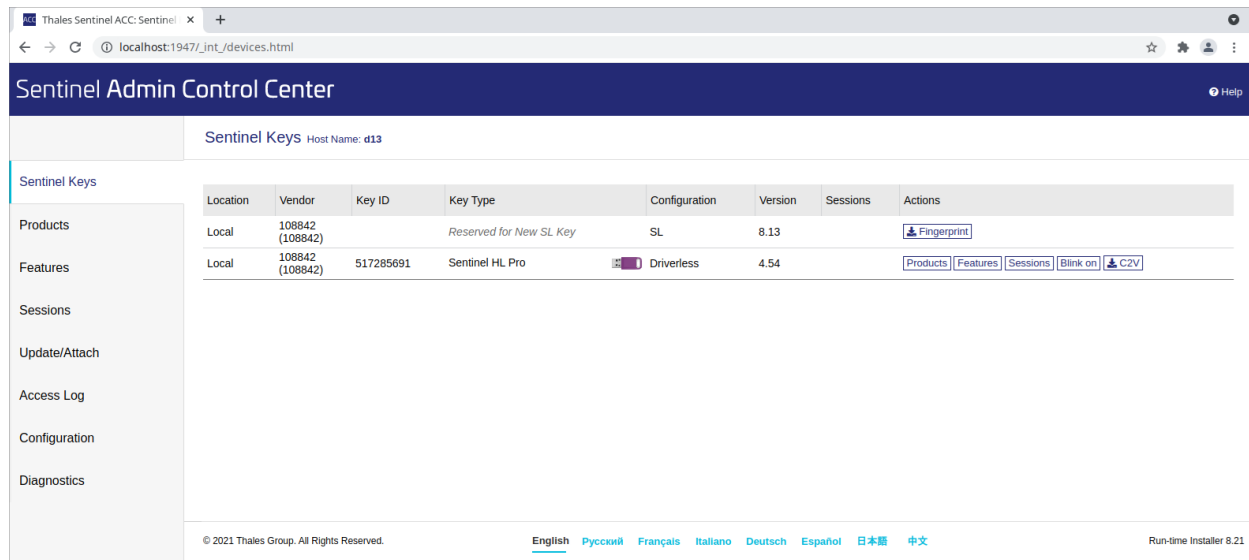 ACC Thales Sentinel ACC: Sentinel
localhost:1947/_int_/devices.html
Sentinel Admin Control Center
Help
Sentinel Keys Host Name: d13
Sentinel Keys
Products
Features
Sessions
Update/Attach
Access Log
Configuration
Diagnostics
Location Vendor Key ID Key Type Configuration Version Sessions Actions
Local 108842 (108842) Reserved for New SL Key SL 8.13 Fingerprint
Local 108842 (108842) 517285691 Sentinel HL Pro Driverless 4.54 Products Features Sessions Blink on C2V
© 2021 Thales Group. All Rights Reserved.
English Русский Français Italiano Deutsch Español 日本語 中文
Run-time Installer 8.21